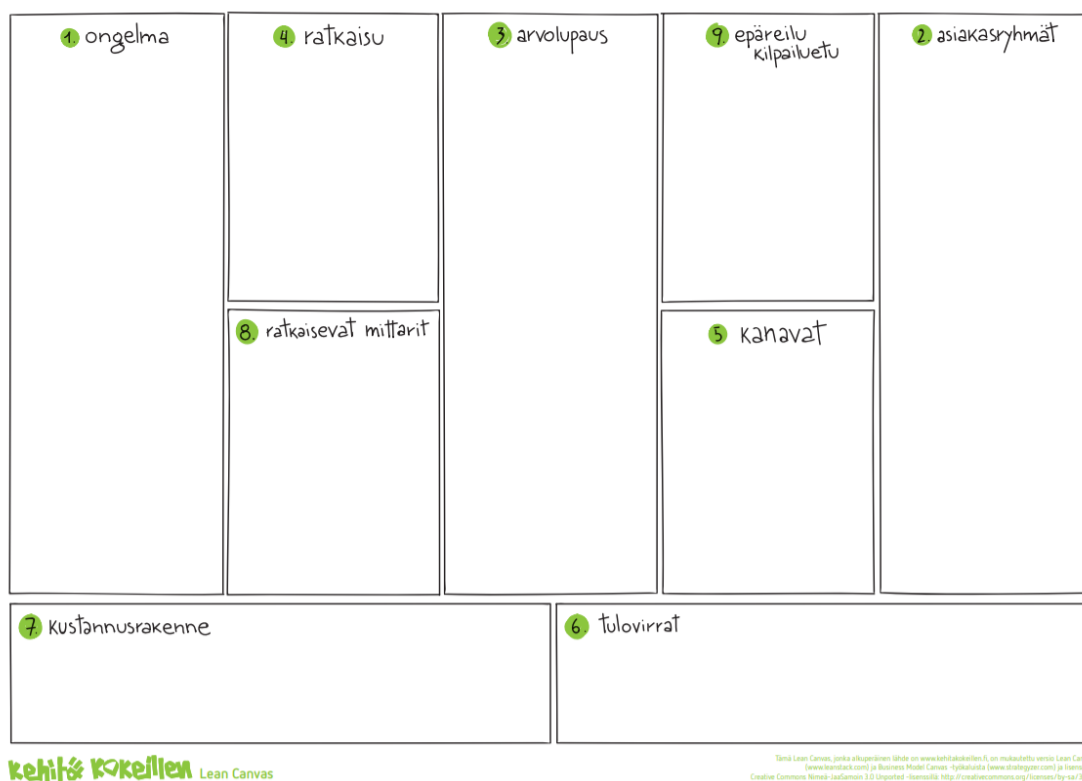 1. ongelma
4. ratkaisu
3. arvolupaus
9. epäreilu
kilpailuetu
2. asiakasryhmät
8. ratkaisevat mittarit
5 kanavat
7. kustannusrakenne
6. tulovirrat
kehitä kokeillen Lean Canvas
Tämä Lean Canvas, jonka alkuperäinen lähde on www.kehitakokeillen.fi, on mukautettu versio Lean Can
(www.leanstack.com) ja Business Model Canvas -työkaluista (www.strategyzer.com) ja lisens
Creative Commons Nimeä-JaaSamoin 3.0 Unported -lisenssillä: http://creativecommons.org/licenses/by-sa/3